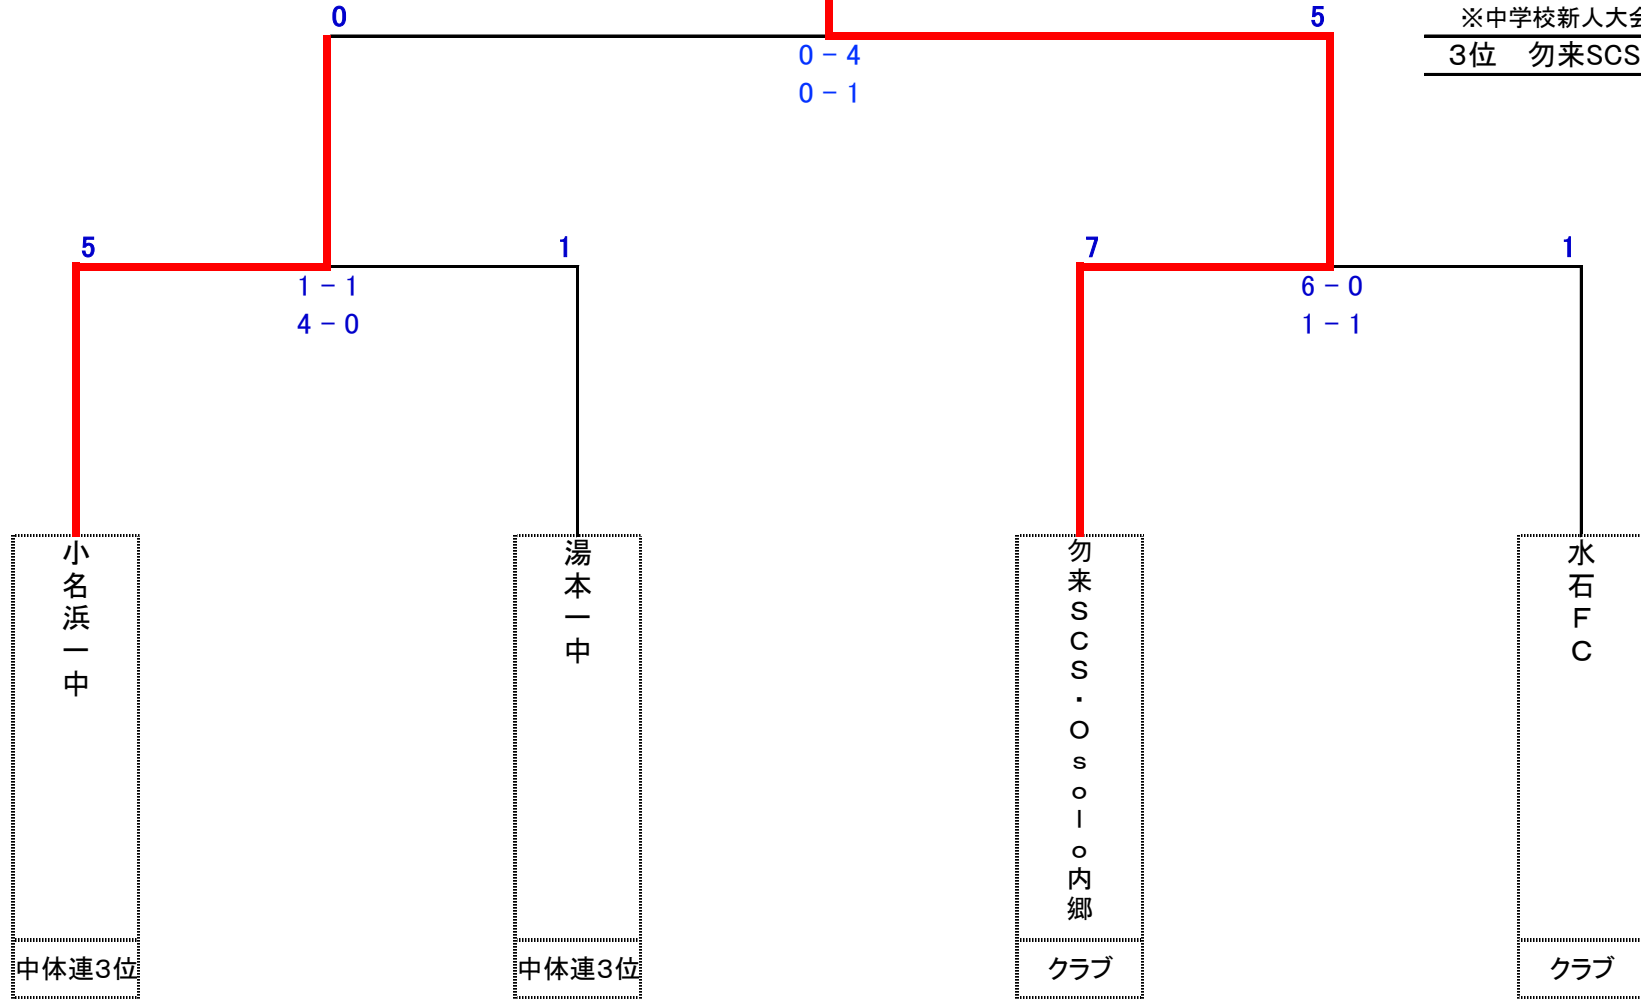 0
5
※中学校新人大会
0 − 4
0 − 1
3位 勿来SCS
5
1
7
1
1 − 1
4 − 0
6 − 0
1 − 1
小名浜一中
湯本一中
勿来SCS・Osolo内郷
水石FC
中体連3位
中体連3位
クラブ
クラブ